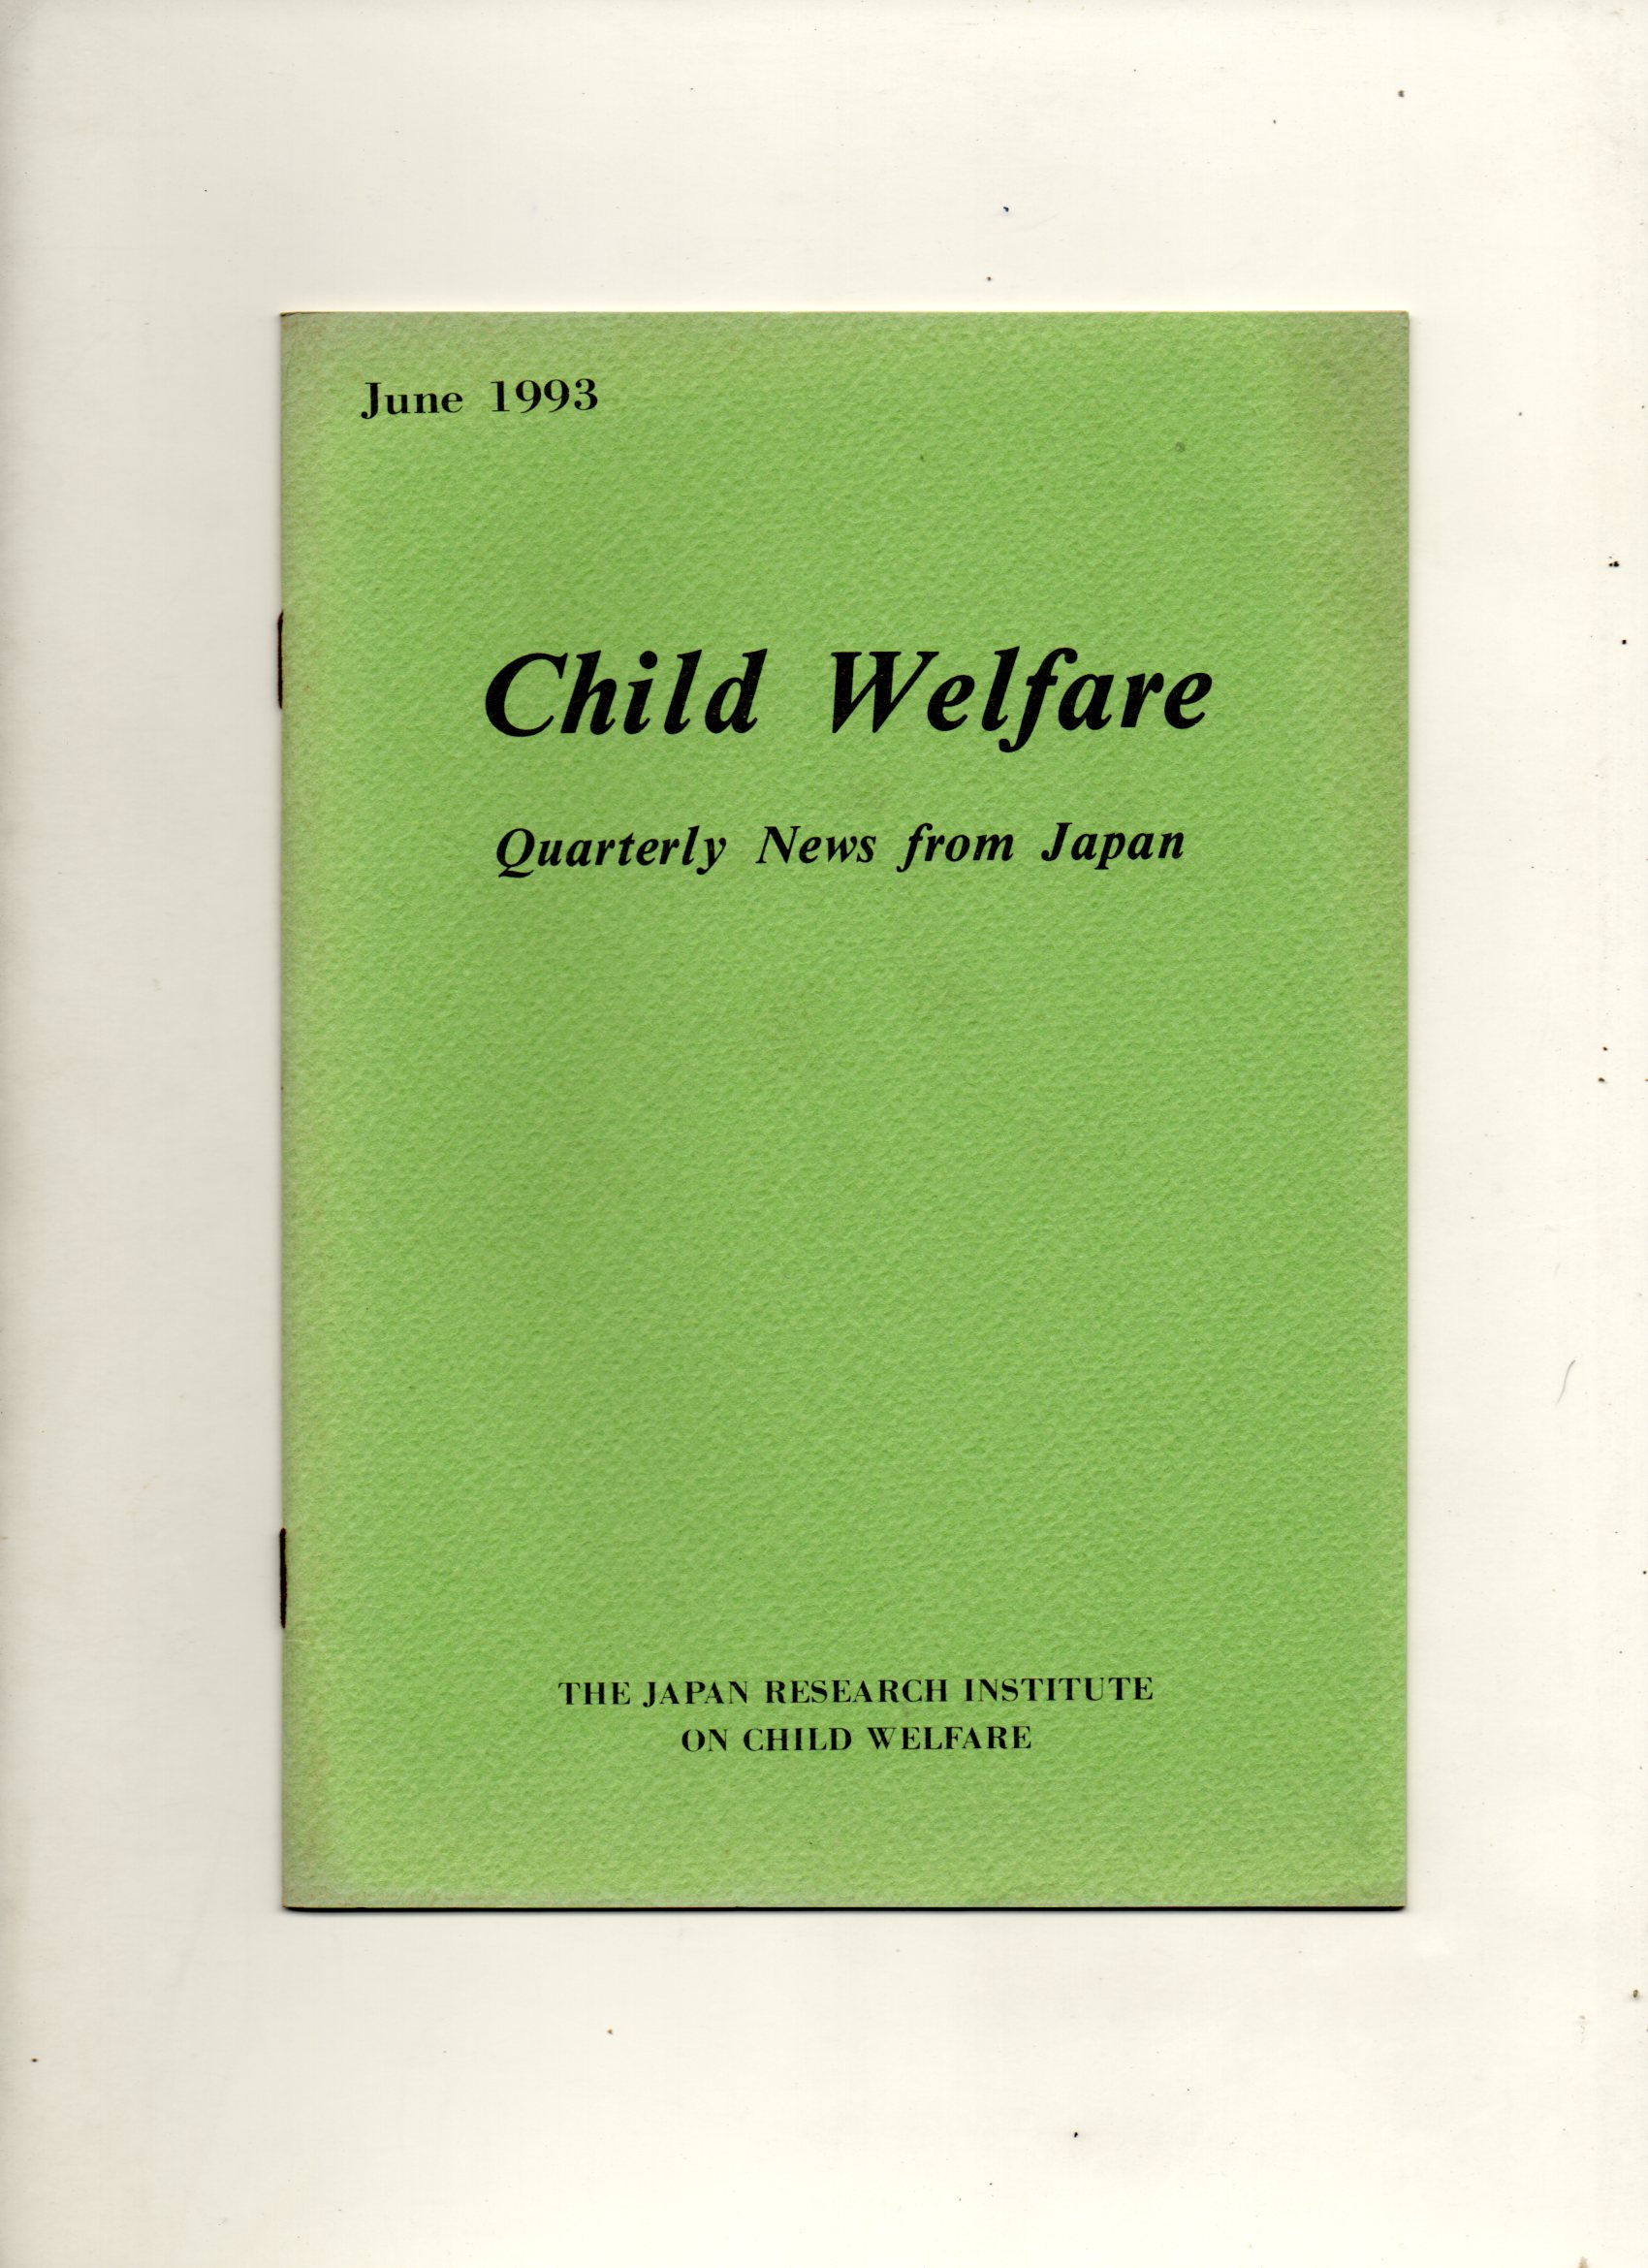 June 1993
Child Welfare
Quarterly News from Japan
THE JAPAN RESEARCH INSTITUTE
ON CHILD WELFARE